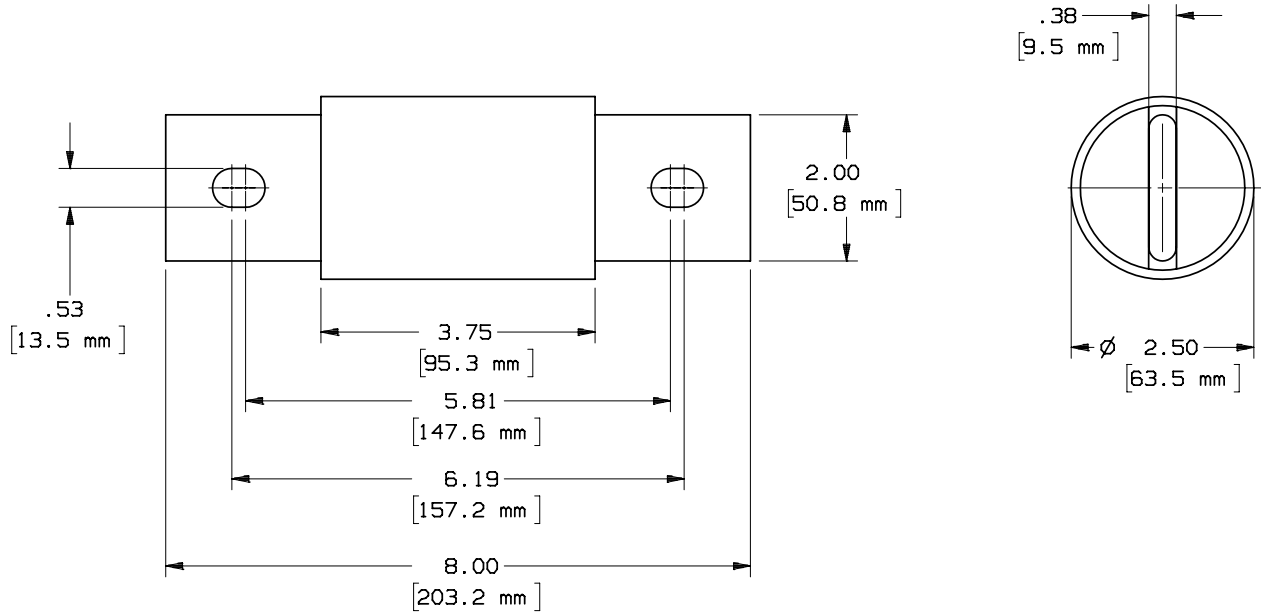 .38
[9.5 mm]
2.00
[50.8 mm]
.53
[13.5 mm]
3.75
[95.3 mm]
Ø 2.50
[63.5 mm]
5.81
[147.6 mm]
6.19
[157.2 mm]
8.00
[203.2 mm]